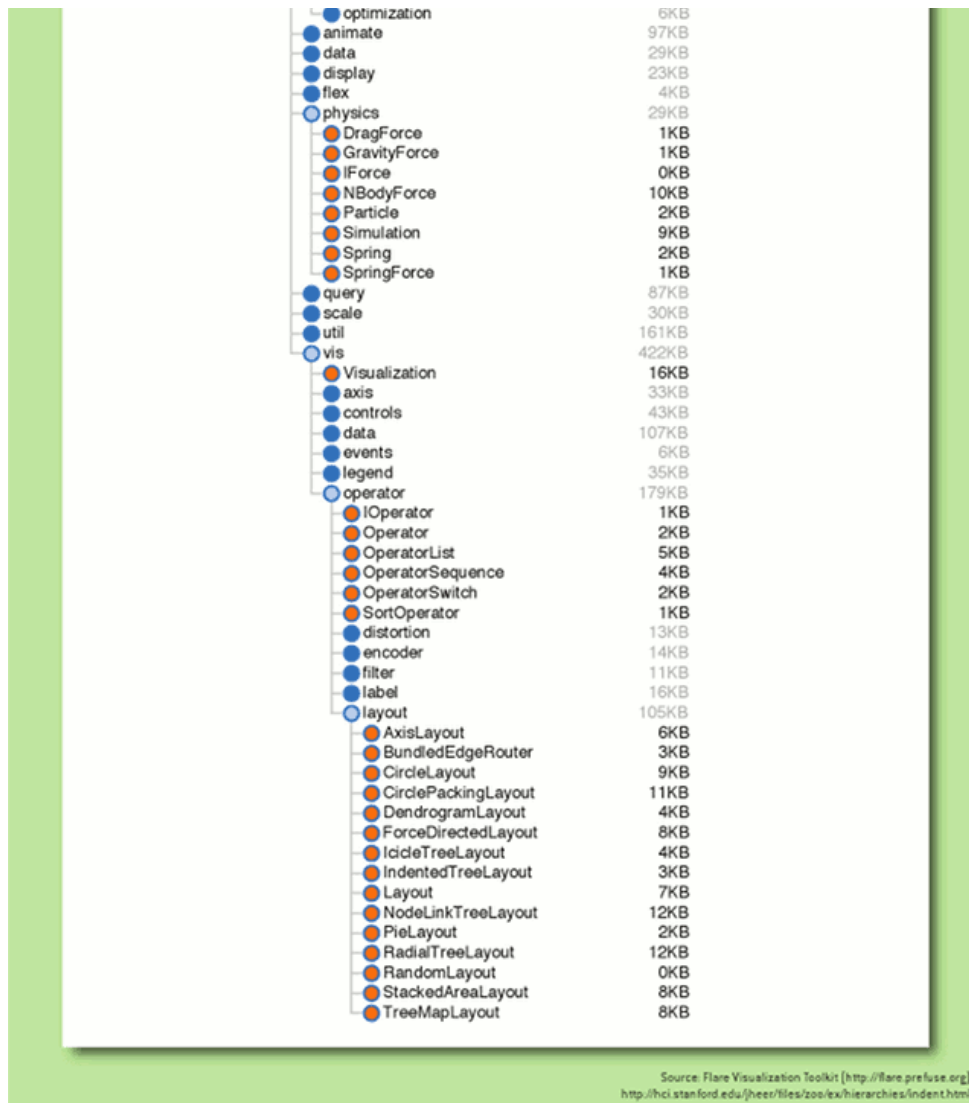 optimization 6KB
animate 97KB
data 29KB
display 23KB
flex 4KB
physics 29KB
DragForce 1KB
GravityForce 1KB
IForce 0KB
NBodyForce 10KB
Particle 2KB
Simulation 9KB
Spring 2KB
SpringForce 1KB
query 87KB
scale 30KB
util 161KB
vis 422KB
Visualization 16KB
axis 33KB
controls 43KB
data 107KB
events 6KB
legend 35KB
operator 179KB
IOperator 1KB
Operator 2KB
OperatorList 5KB
OperatorSequence 4KB
OperatorSwitch 2KB
SortOperator 1KB
distortion 13KB
encoder 14KB
filter 11KB
label 16KB
layout 105KB
AxisLayout 6KB
BundledEdgeRouter 3KB
CircleLayout 9KB
CirclePackingLayout 11KB
DendrogramLayout 4KB
ForceDirectedLayout 8KB
IcicleTreeLayout 4KB
IndentedTreeLayout 3KB
Layout 7KB
NodeLinkTreeLayout 12KB
PieLayout 2KB
RadialTreeLayout 12KB
RandomLayout 0KB
StackedAreaLayout 8KB
TreeMapLayout 8KB
Source: Flare Visualization Toolkit [http://flare.prefuse.org]
http://hci.stanford.edu/jheer/files/zoo/ex/hierarchies/indent.html